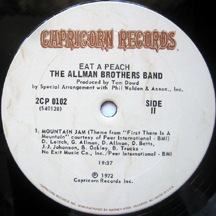 CAPRICORN RECORDS
EAT A PEACH
THE ALLMAN BROTHERS BAND
Produced by Tom Dowd
by Special Arrangement with Phil Walden & Assoc., Inc.
2CP 0102
(541128)
SIDE
II
1. MOUNTAIN JAM (Theme from "First There Is A
Mountain" courtesy of Peer International - BMI)
D. Leitch, G. Allman, D. Allman, D. Betts,
J.J. Johanson, B. Oakley, B. Trucks -
No Exit Music Co., Inc./Peer International - BMI
19:37
℗ 1972
Capricorn Records Inc.